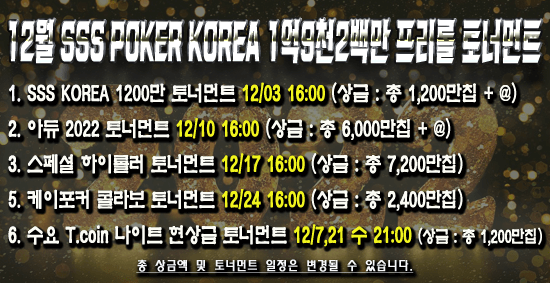 12월 SSS POKER KOREA 1억9천2백만 프리롤 토너먼트
1. SSS KOREA 1200만 토너먼트 12/03 16:00 (상금 : 총 1,200만칩 + @)
2. 아듀 2022 토너먼트 12/10 16:00 (상금 : 총 6,000만칩 + @)
3. 스페셜 하이롤러 토너먼트 12/17 16:00 (상금 : 총 7,200만칩)
5. 케이포커 콜라보 토너먼트 12/24 16:00 (상금 : 총 2,400만칩)
6. 수요 T.coin 나이트 현상금 토너먼트 12/7,21 수 21:00 (상금 : 총 1,200만칩)
총 상금액 및 토너먼트 일정은 변경될 수 있습니다.